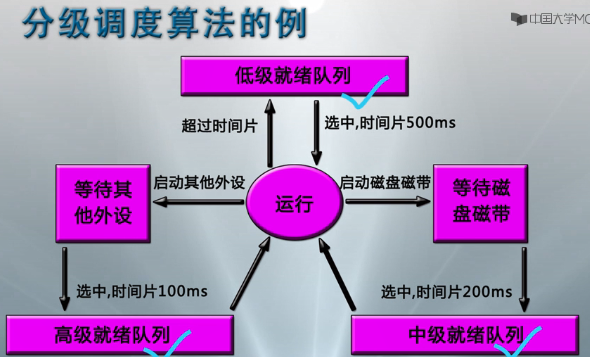 分级调度算法的例
中国大学MO
低级就绪队列
超过时间片
选中,时间片500ms
等待其
他外设
启动其他外设
运行
启动磁盘磁带
等待磁
盘磁带
选中,时间片100ms
选中,时间片200ms
高级就绪队列
中级就绪队列